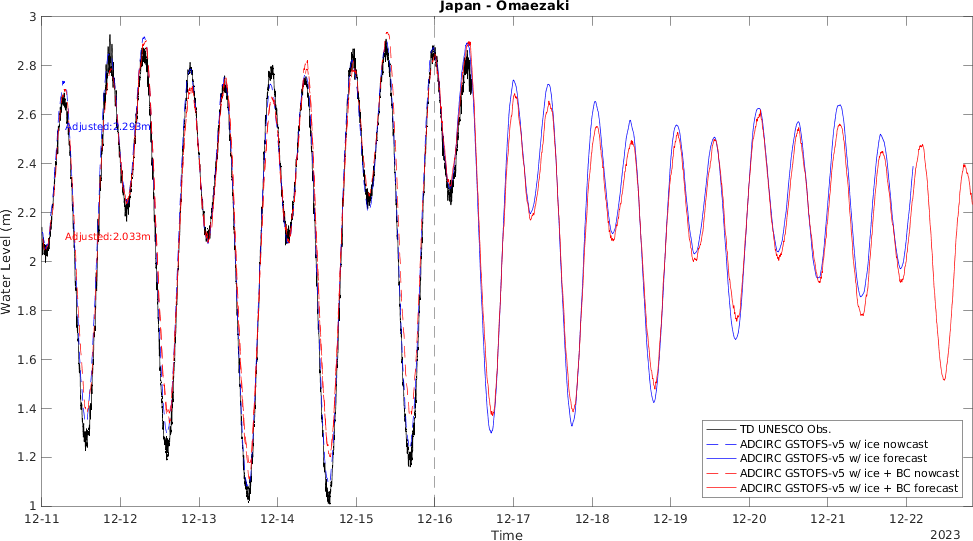 Japan - Omaezaki
3
2.8
2.6
2.4
2.2
2
1.8
1.6
1.4
1.2
1
Water Level (m)
Adjusted:2.293m
Adjusted:2.033m
TD UNESCO Obs.
ADCIRC GSTOFS-v5 w/ ice nowcast
ADCIRC GSTOFS-v5 w/ ice forecast
ADCIRC GSTOFS-v5 w/ ice + BC nowcast
ADCIRC GSTOFS-v5 w/ ice + BC forecast
12-11 12-12 12-13 12-14 12-15 12-16 12-17 12-18 12-19 12-20 12-21 12-22
Time
2023